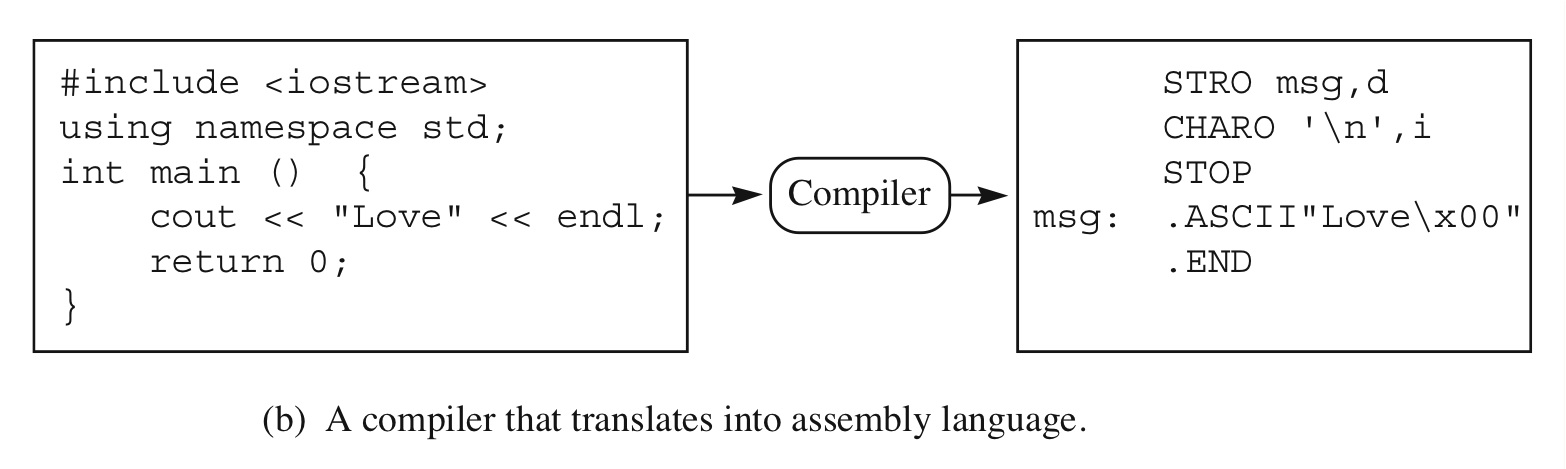 #include <iostream>
using namespace std;
int main ()  {
    cout << "Love" << endl;
    return 0;
}
Compiler
     STRO msg,d
     CHARO '\n',i
     STOP
msg: .ASCII"Love\x00"
     .END
(b) A compiler that translates into assembly language.